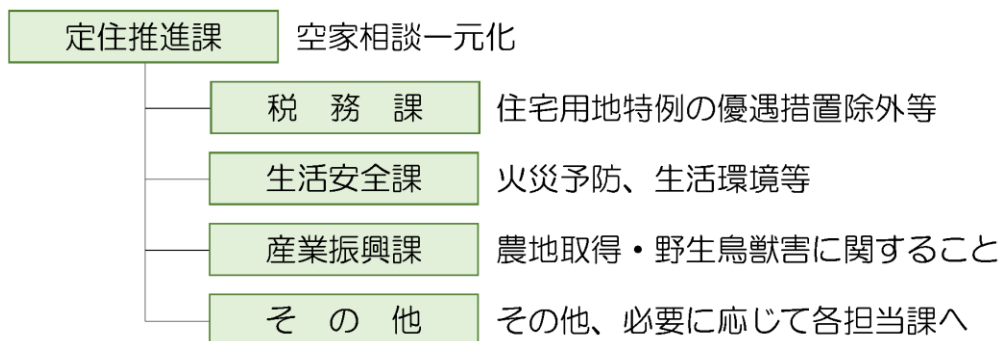 定住推進課 空家相談一元化
税務課 住宅用地特例の優遇措置除外等
生活安全課 火災予防、生活環境等
産業振興課 農地取得・野生鳥獣害に関すること
その他 その他、必要に応じて各担当課へ